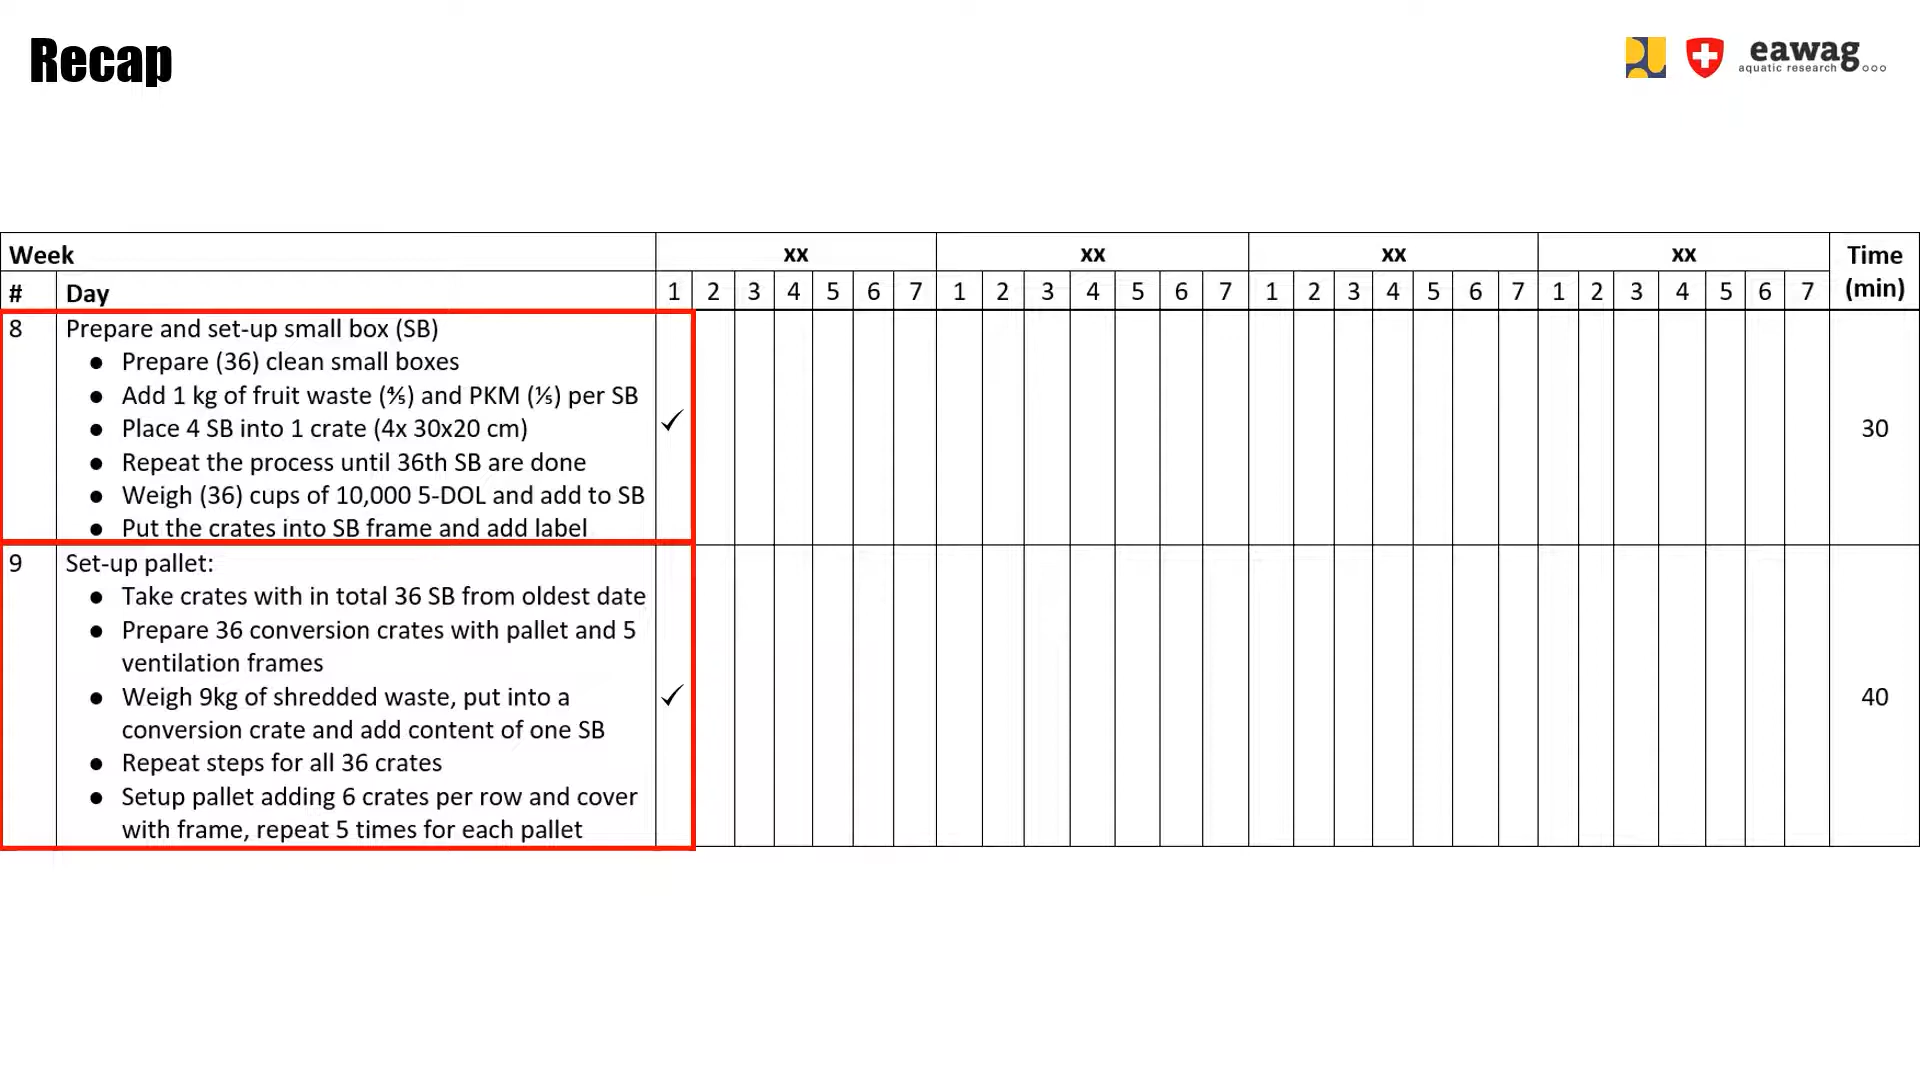 Recap
eawag
aquatic research
Week xx xx xx xx Time
# Day 1 2 3 4 5 6 7 1 2 3 4 5 6 7 1 2 3 4 5 6 7 1 2 3 4 5 6 7 (min)
8 Prepare and set-up small box (SB)
● Prepare (36) clean small boxes
● Add 1 kg of fruit waste (⅘) and PKM (⅕) per SB
● Place 4 SB into 1 crate (4x 30x20 cm) ✓ 30
● Repeat the process until 36th SB are done
● Weigh (36) cups of 10,000 5-DOL and add to SB
● Put the crates into SB frame and add label
9 Set-up pallet:
● Take crates with in total 36 SB from oldest date
● Prepare 36 conversion crates with pallet and 5
ventilation frames
● Weigh 9kg of shredded waste, put into a ✓ 40
conversion crate and add content of one SB
● Repeat steps for all 36 crates
● Setup pallet adding 6 crates per row and cover
with frame, repeat 5 times for each pallet